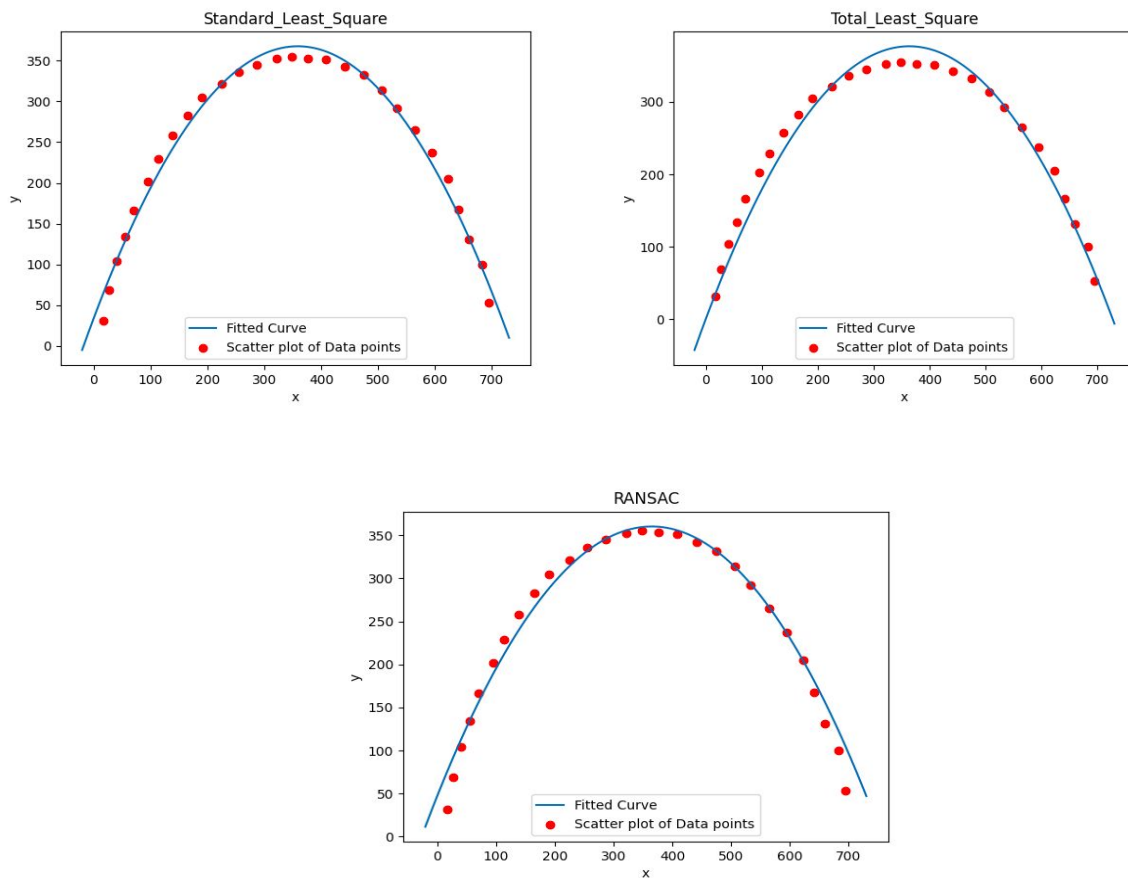 Standard_Least_Square
350
300
250
200
150
100
50
0
y
Fitted Curve
Scatter plot of Data points
0 100 200 300 400 500 600 700
x
Total_Least_Square
300
200
100
0
y
Fitted Curve
Scatter plot of Data points
0 100 200 300 400 500 600 700
x
RANSAC
350
300
250
200
150
100
50
0
y
Fitted Curve
Scatter plot of Data points
0 100 200 300 400 500 600 700
x